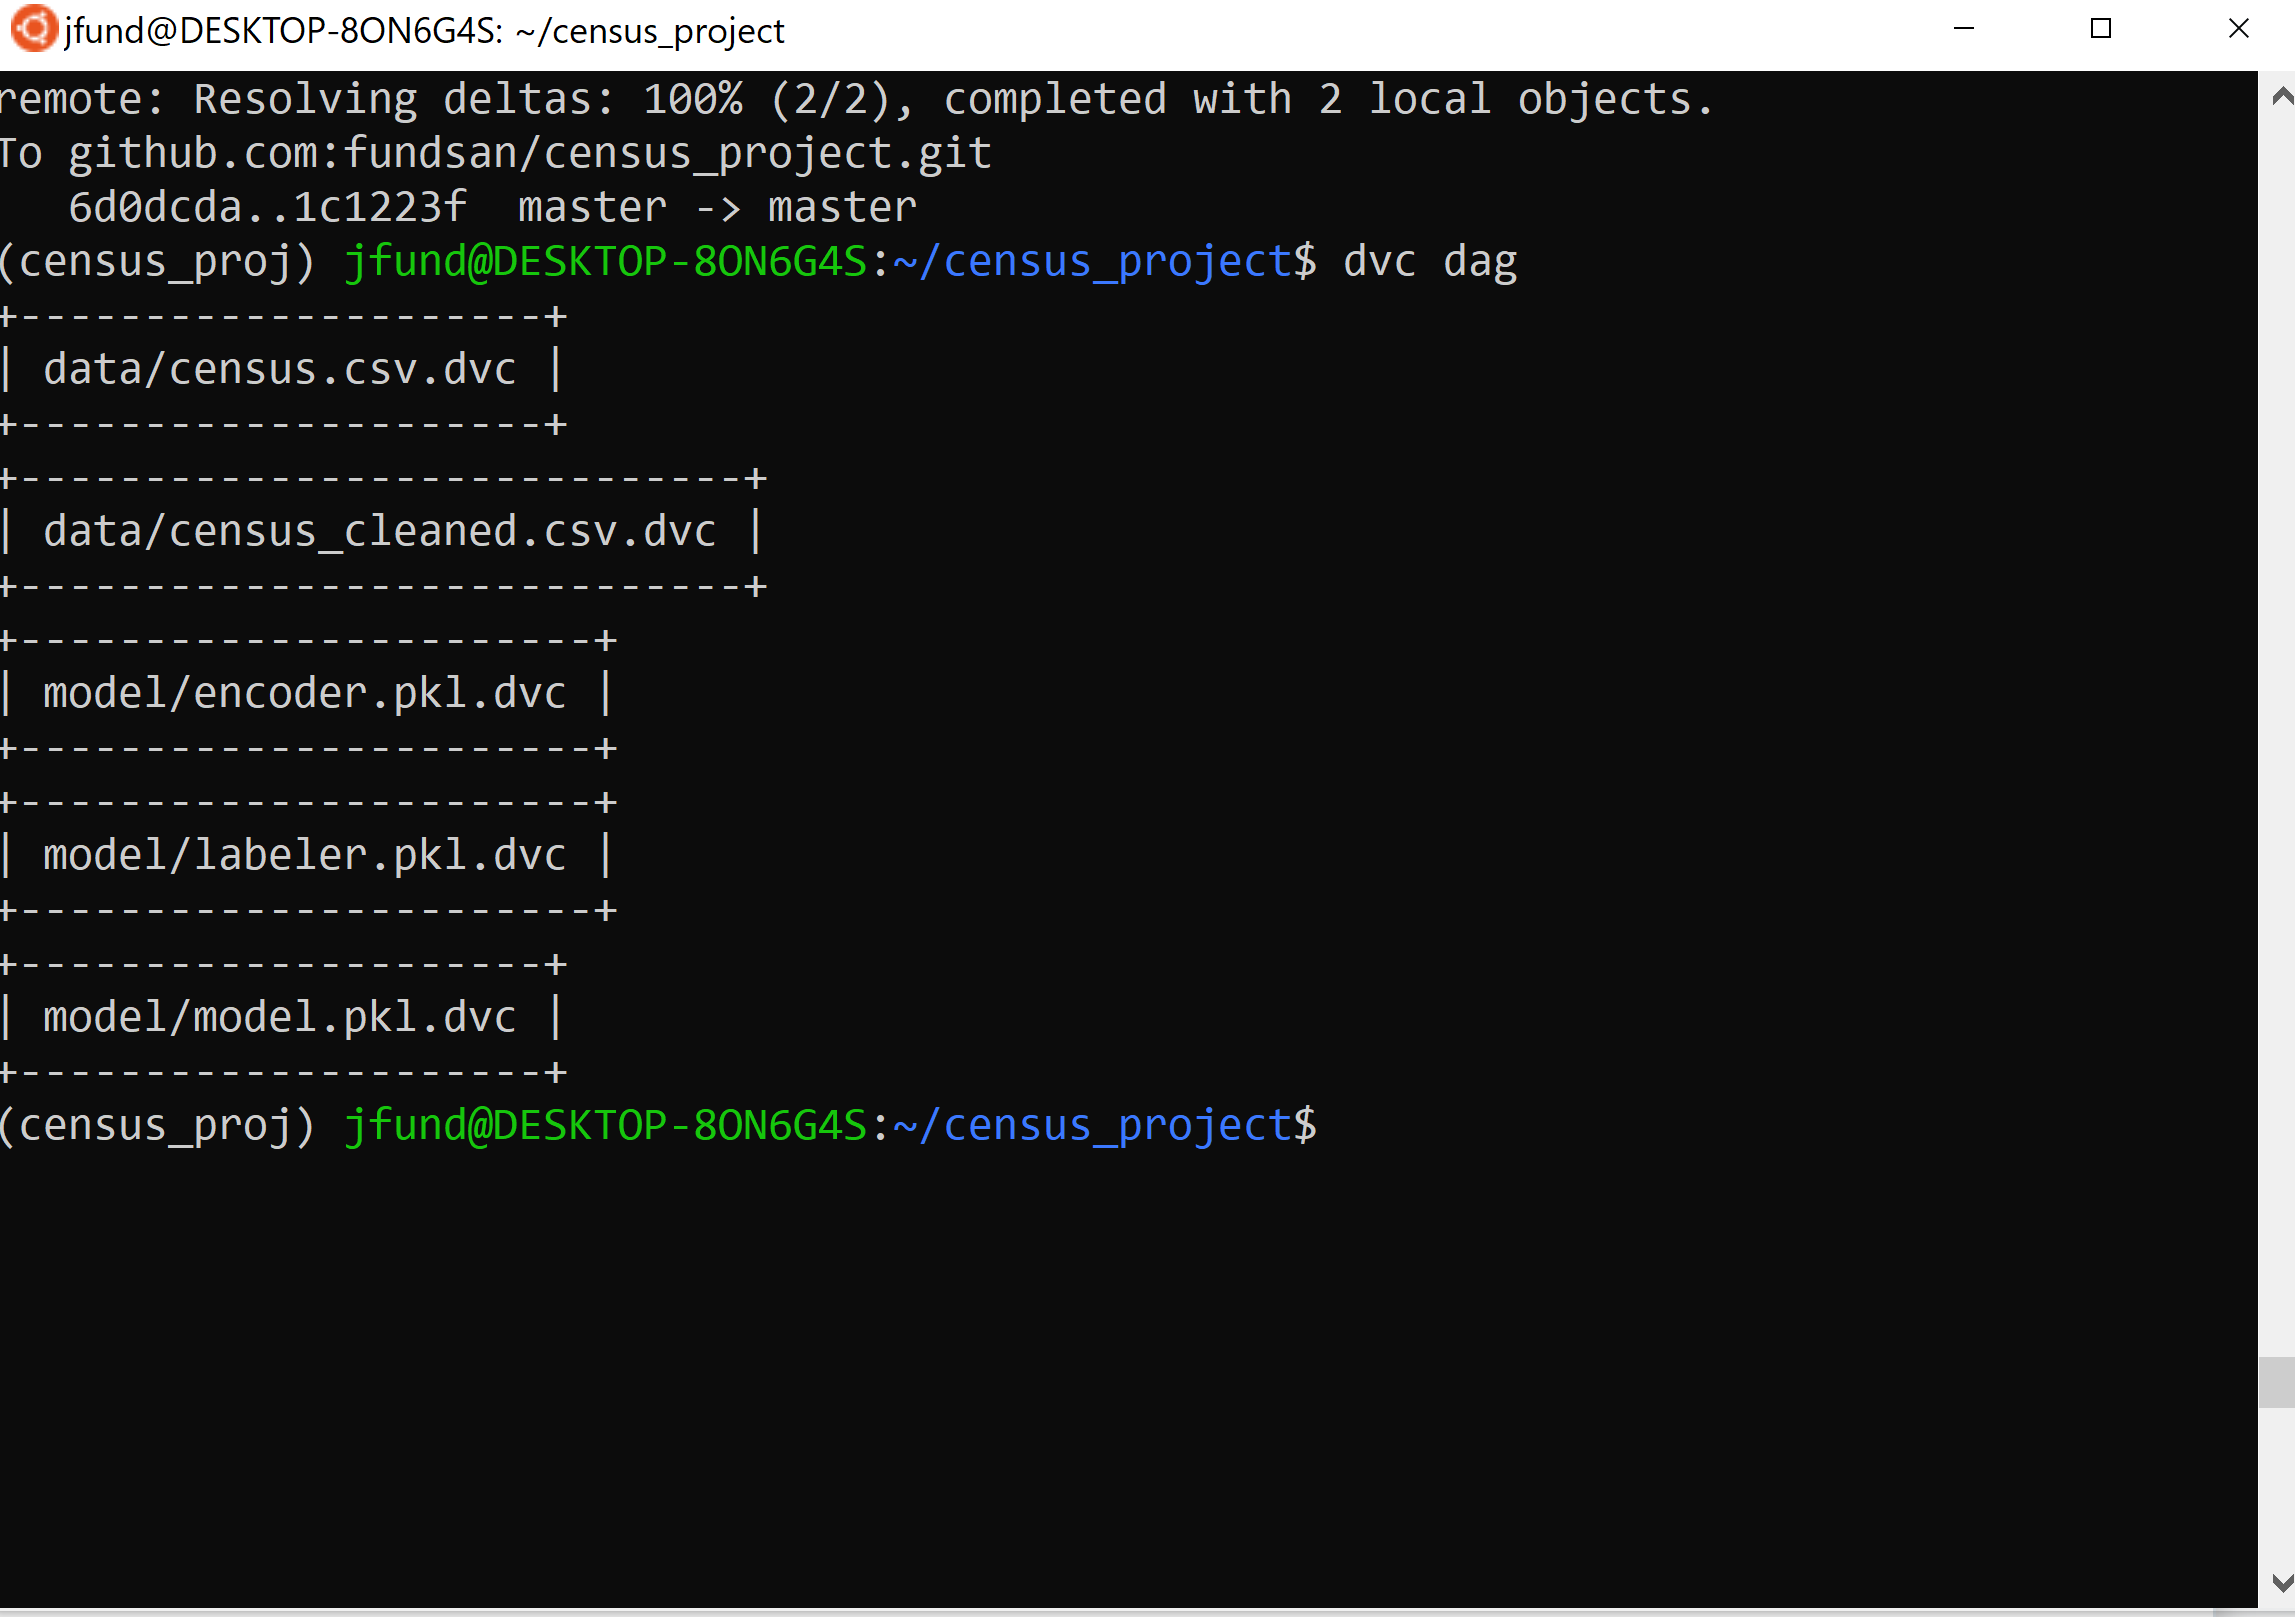 jfund@DESKTOP-8ON6G4S: ~/census_project
remote: Resolving deltas: 100% (2/2), completed with 2 local objects.
To github.com:fundsan/census_project.git
   6d0dcda..1c1223f  master -> master
(census_proj) jfund@DESKTOP-8ON6G4S:~/census_project$ dvc dag
+---------------------+
| data/census.csv.dvc |
+---------------------+
+-----------------------------+
| data/census_cleaned.csv.dvc |
+-----------------------------+
+-----------------------+
| model/encoder.pkl.dvc |
+-----------------------+
+-----------------------+
| model/labeler.pkl.dvc |
+-----------------------+
+---------------------+
| model/model.pkl.dvc |
+---------------------+
(census_proj) jfund@DESKTOP-8ON6G4S:~/census_project$